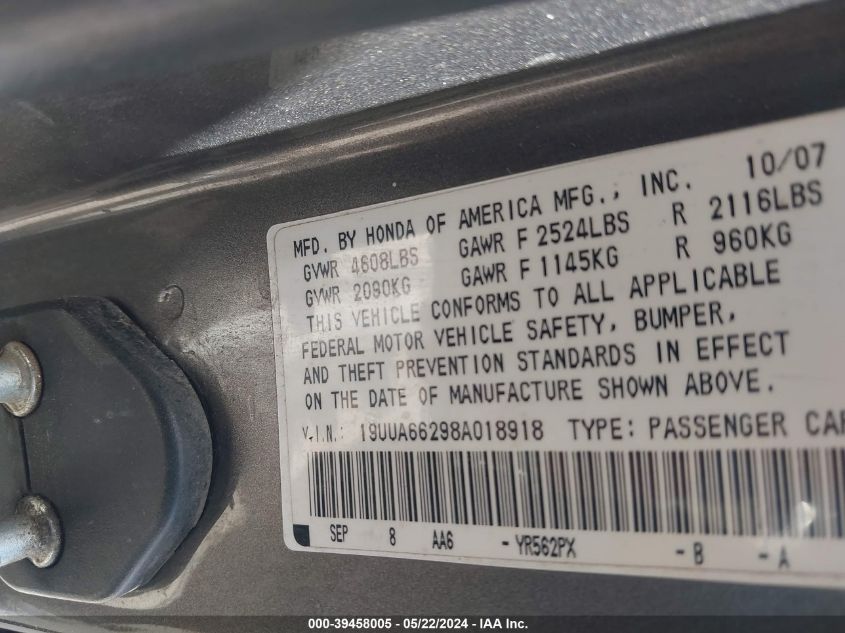 10/07
MFD. BY HONDA OF AMERICA MFG., INC.
GVWR 4608LBS GAWR F 2524LBS R 2116LBS
GVWR 2090KG GAWR F 1145KG R 960KG
THIS VEHICLE CONFORMS TO ALL APPLICABLE
FEDERAL MOTOR VEHICLE SAFETY, BUMPER,
AND THEFT PREVENTION STANDARDS IN EFFECT
ON THE DATE OF MANUFACTURE SHOWN ABOVE.
V.I.N.: 19UUA66298A018918 TYPE: PASSENGER CAR
SEP 8 AA6 -YR562PX -B -A
000-39458005 - 05/22/2024 - IAA Inc.